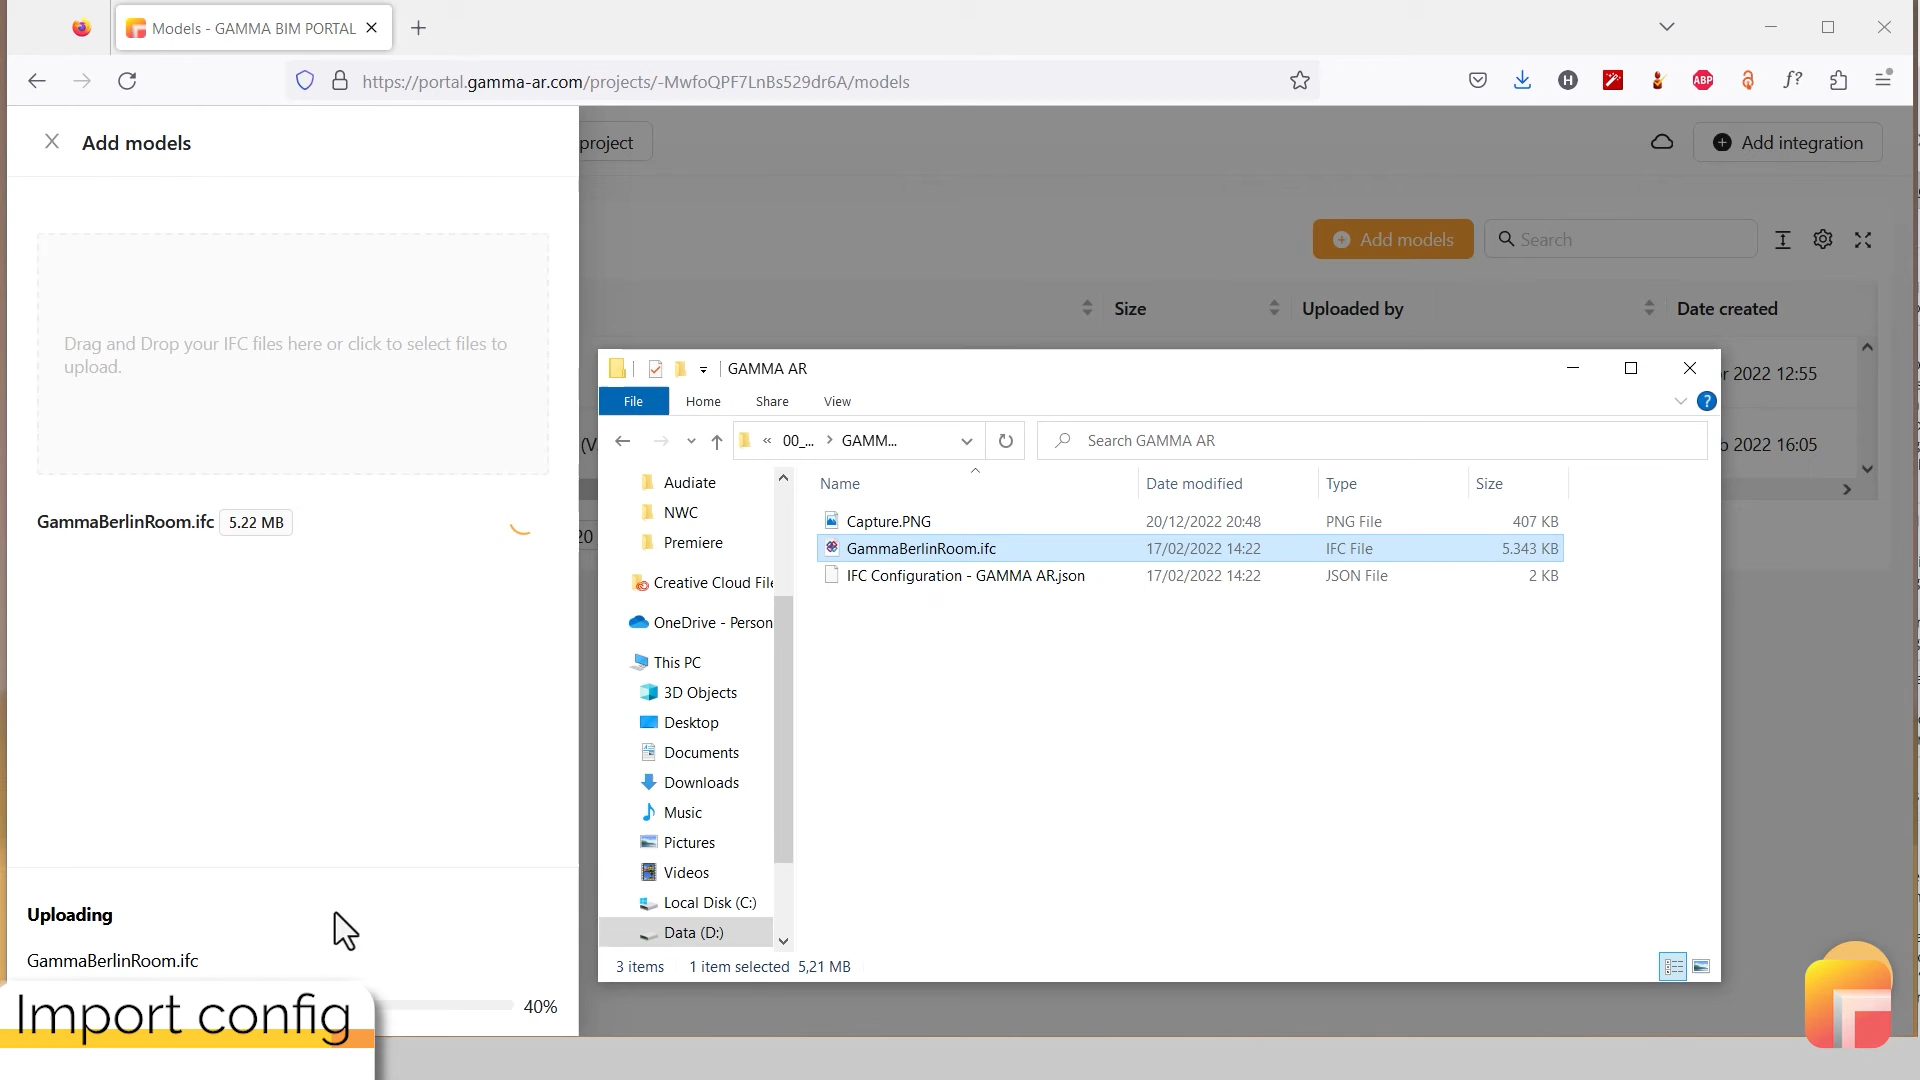 Models - GAMMA BIM PORTAL
https://portal.gamma-ar.com/projects/-MwfoQPF7LnBs529dr6A/models
H
ABP
f?
Add models
project
Add integration
Add models
Search
Size
Uploaded by
Date created
Drag and Drop your IFC files here or click to select files to
upload.
r 2022 12:55
(V
o 2022 16:05
20
GammaBerlinRoom.ifc 5.22 MB
GAMMA AR
File
Home
Share
View
?
« 00_... > GAMM...
Search GAMMA AR
Name
Date modified
Type
Size
Capture.PNG 20/12/2022 20:48 PNG File 407 KB
GammaBerlinRoom.ifc 17/02/2022 14:22 IFC File 5.343 KB
IFC Configuration - GAMMA AR.json 17/02/2022 14:22 JSON File 2 KB
Audiate
NWC
Premiere
Creative Cloud File
OneDrive - Person
This PC
3D Objects
Desktop
Documents
Downloads
Music
Pictures
Videos
Local Disk (C:)
Data (D:)
3 items 1 item selected 5,21 MB
Uploading
GammaBerlinRoom.ifc
40%
Import config